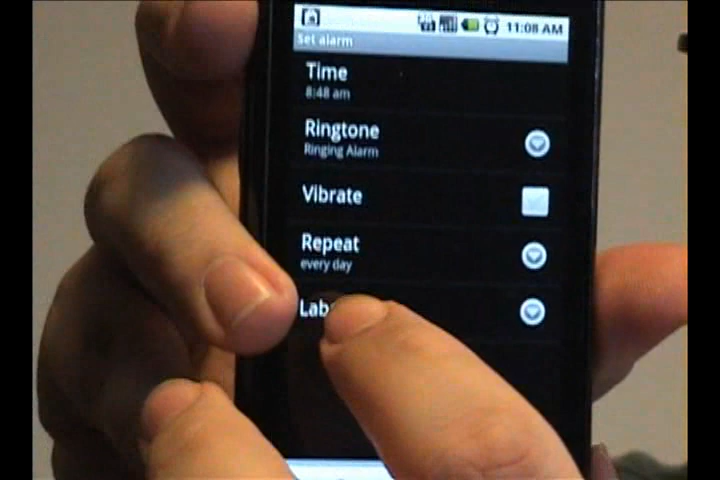 11:08 AM
Set alarm
Time
8:48 am
Ringtone
Ringing Alarm
Vibrate
Repeat
every day
Lab